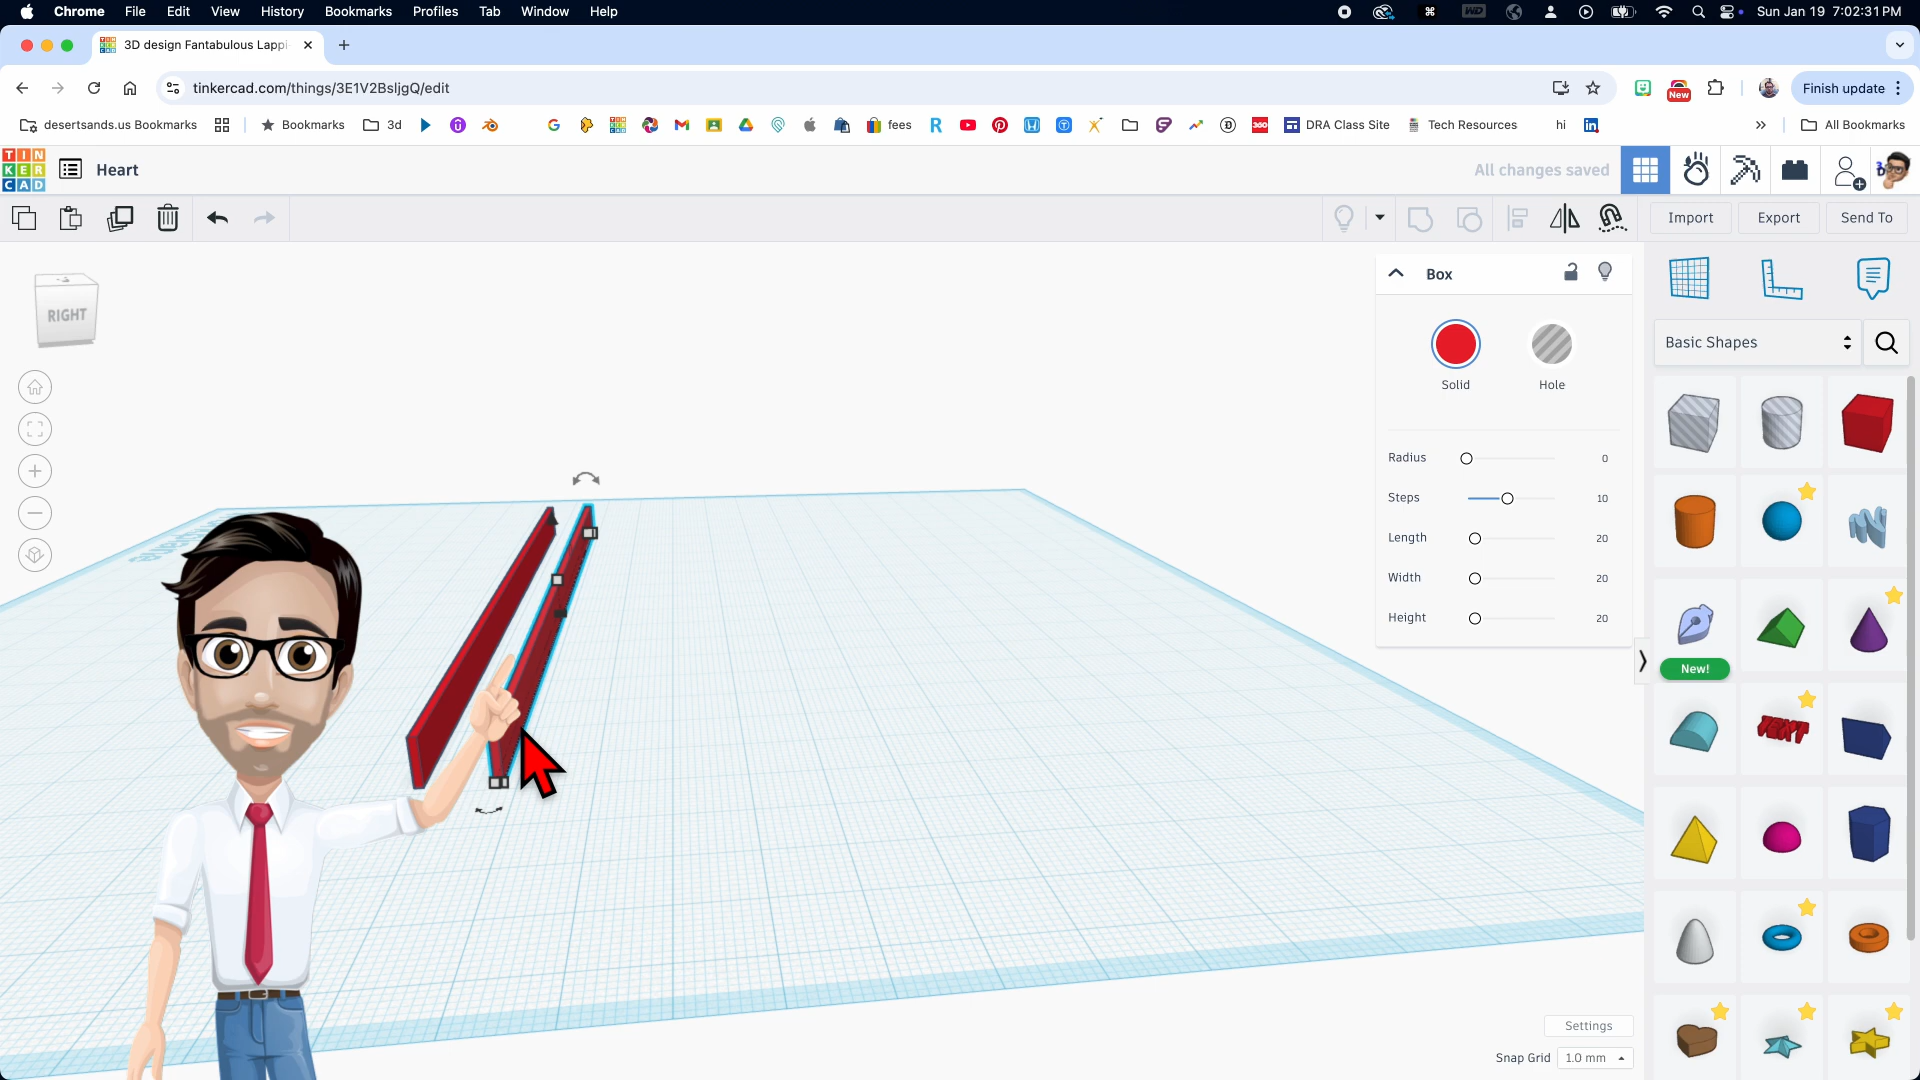 Chrome File Edit View History Bookmarks Profiles Tab Window Help
WD
Sun Jan 19 7:02:31 PM
3D design Fantabulous Lappi
tinkercad.com/things/3E1V2BsljgQ/edit
New
Finish update
desertsands.us Bookmarks
Bookmarks
3d
fees
DRA Class Site
Tech Resources
hi
All Bookmarks
TIN
KER
CAD
Heart
All changes saved
Import
Export
Send To
RIGHT
Box
Solid
Hole
Radius 0
Steps 10
Length 20
Width 20
Height 20
Basic Shapes
New!
TEXT
Settings
Snap Grid 1.0 mm